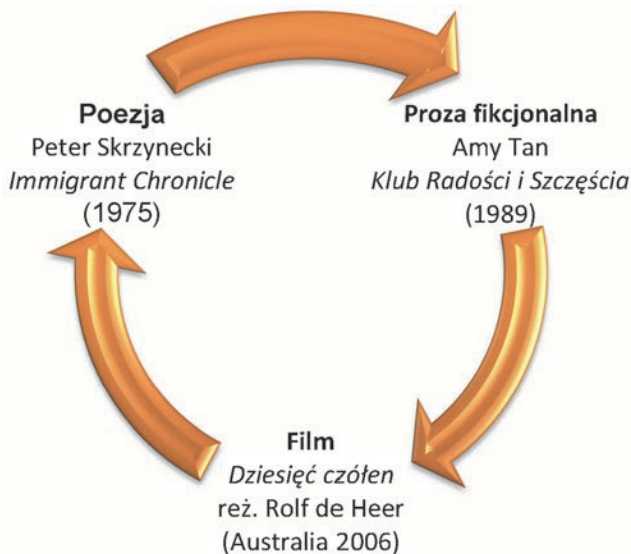 Poezja
Peter Skrzynecki
Immigrant Chronicle
(1975)
Proza fikcjonalna
Amy Tan
Klub Radości i Szczęścia
(1989)
Film
Dziesięć czółen
reż. Rolf de Heer
(Australia 2006)